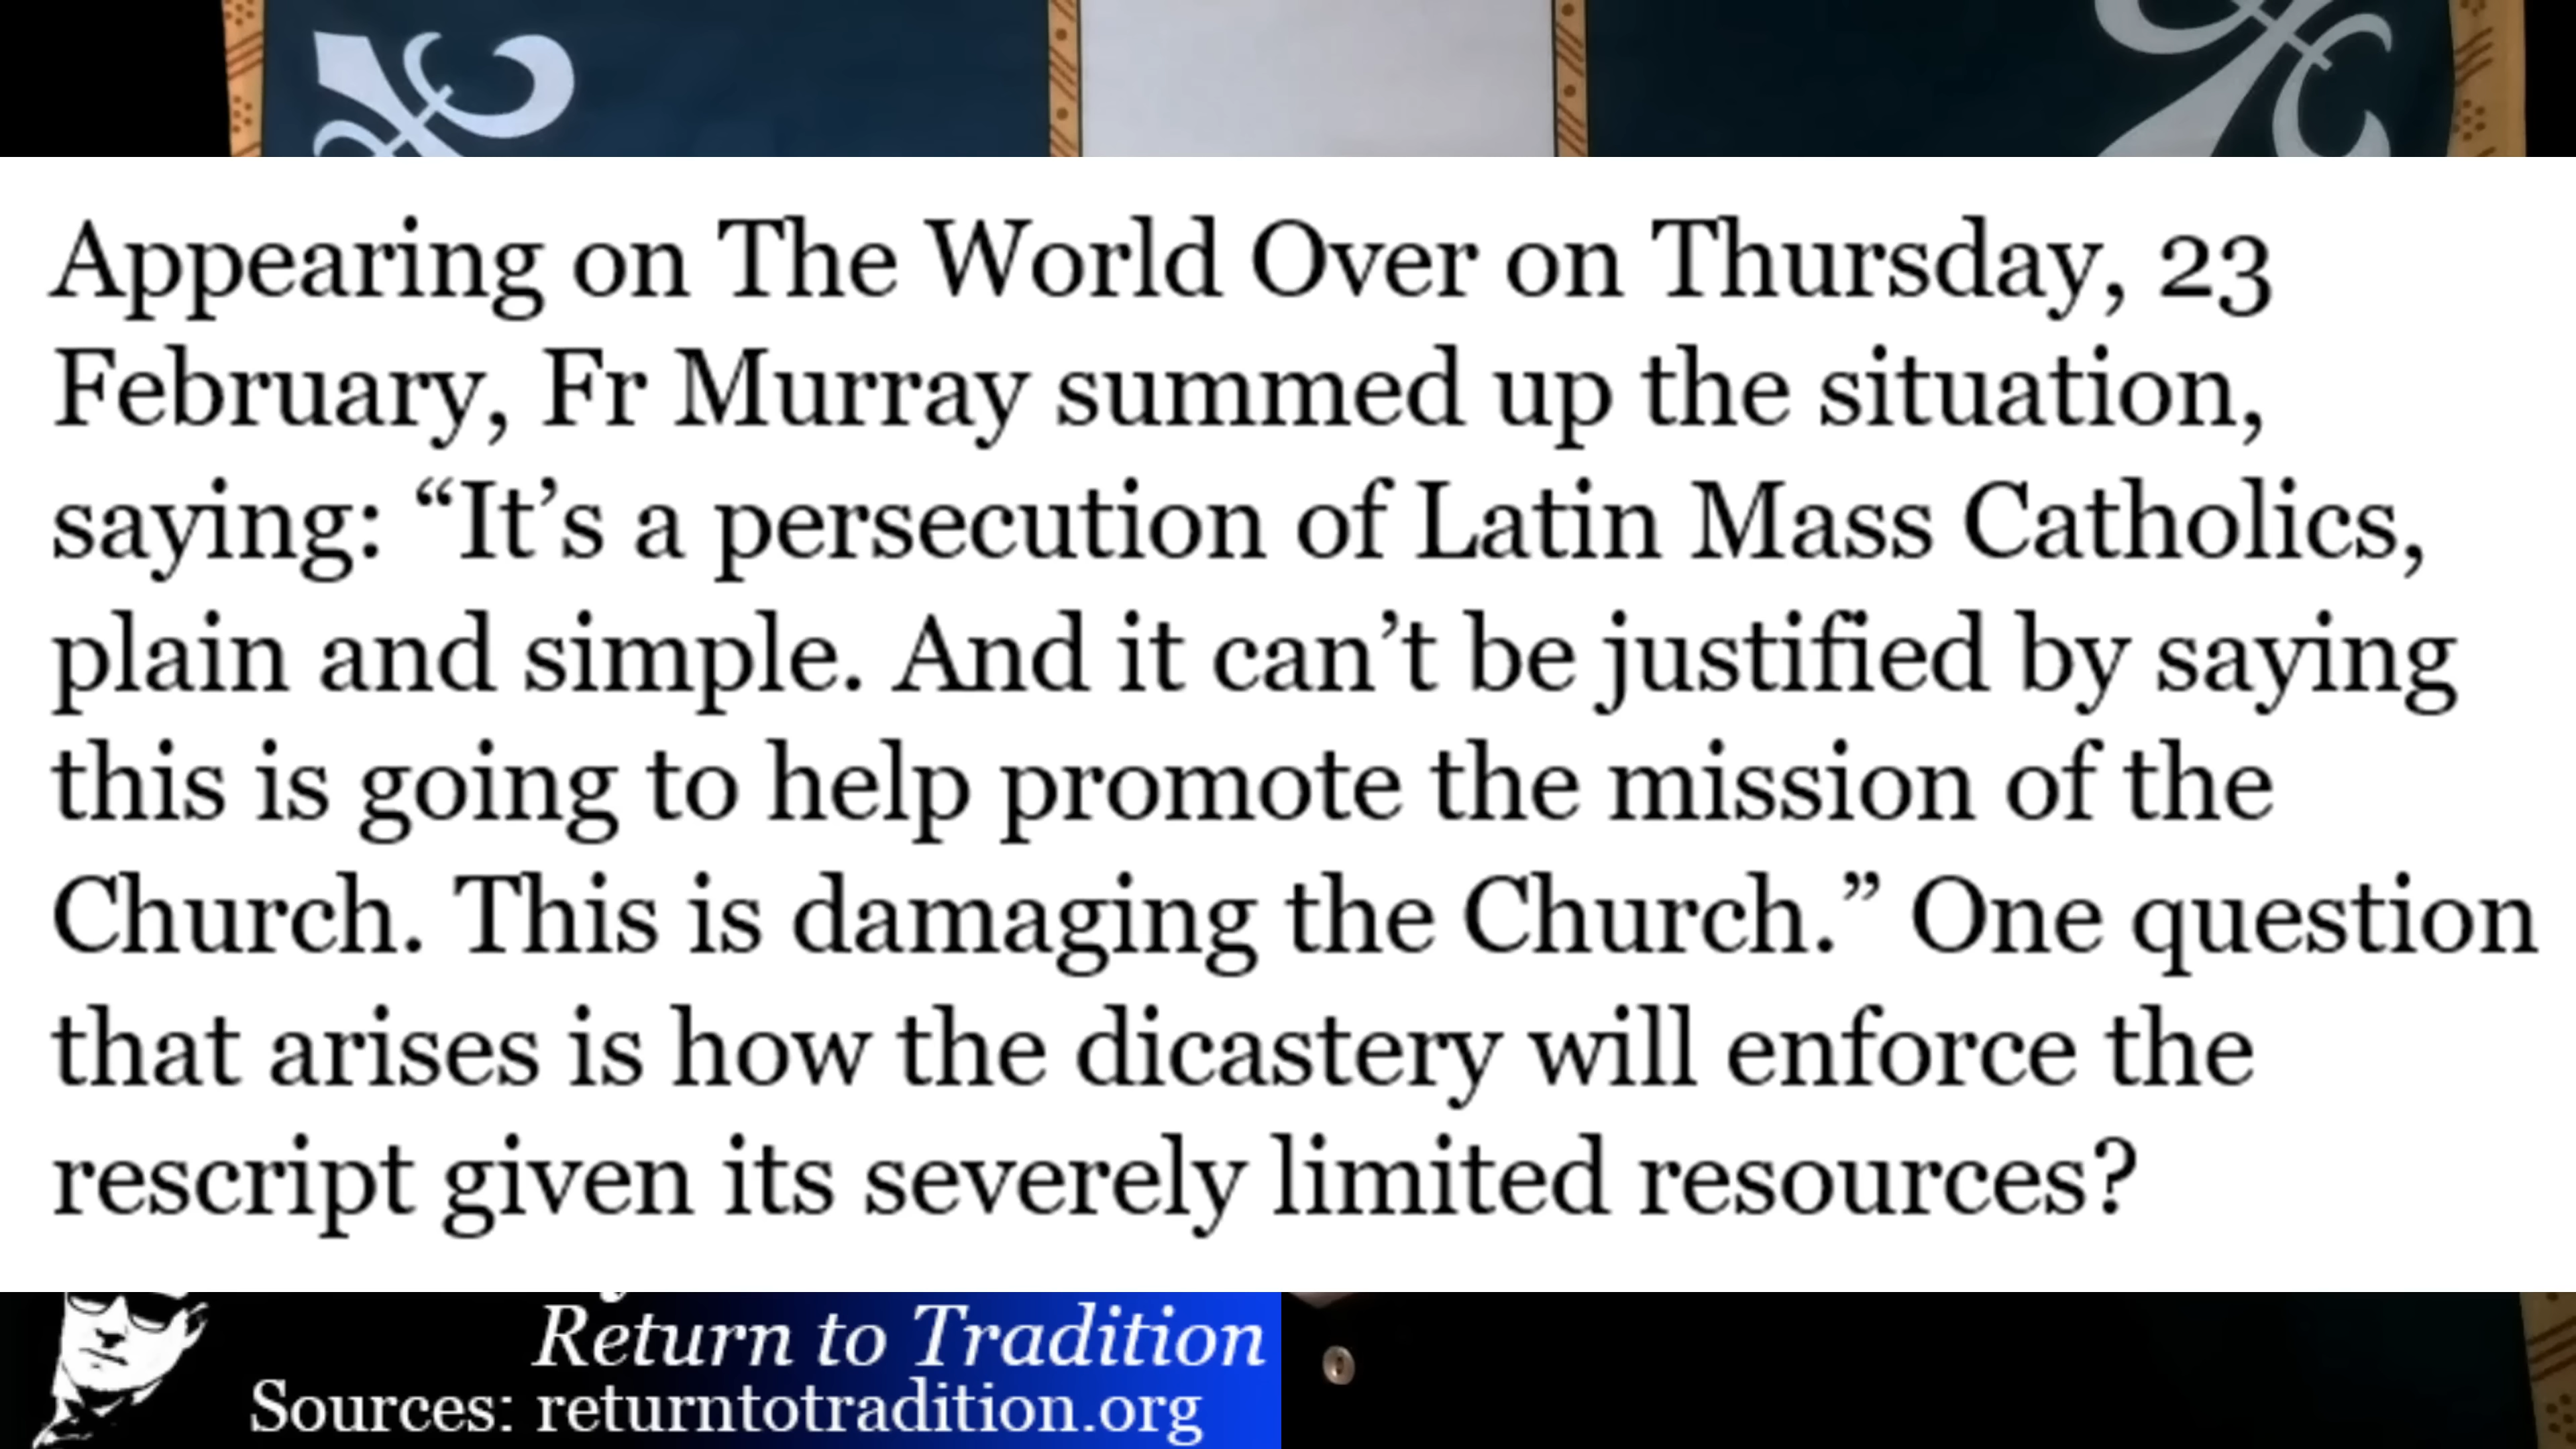 Appearing on The World Over on Thursday, 23
February, Fr Murray summed up the situation,
saying: “It’s a persecution of Latin Mass Catholics,
plain and simple. And it can’t be justified by saying
this is going to help promote the mission of the
Church. This is damaging the Church.” One question
that arises is how the dicastery will enforce the
rescript given its severely limited resources?
Return to Tradition
Sources: returntotradition.org